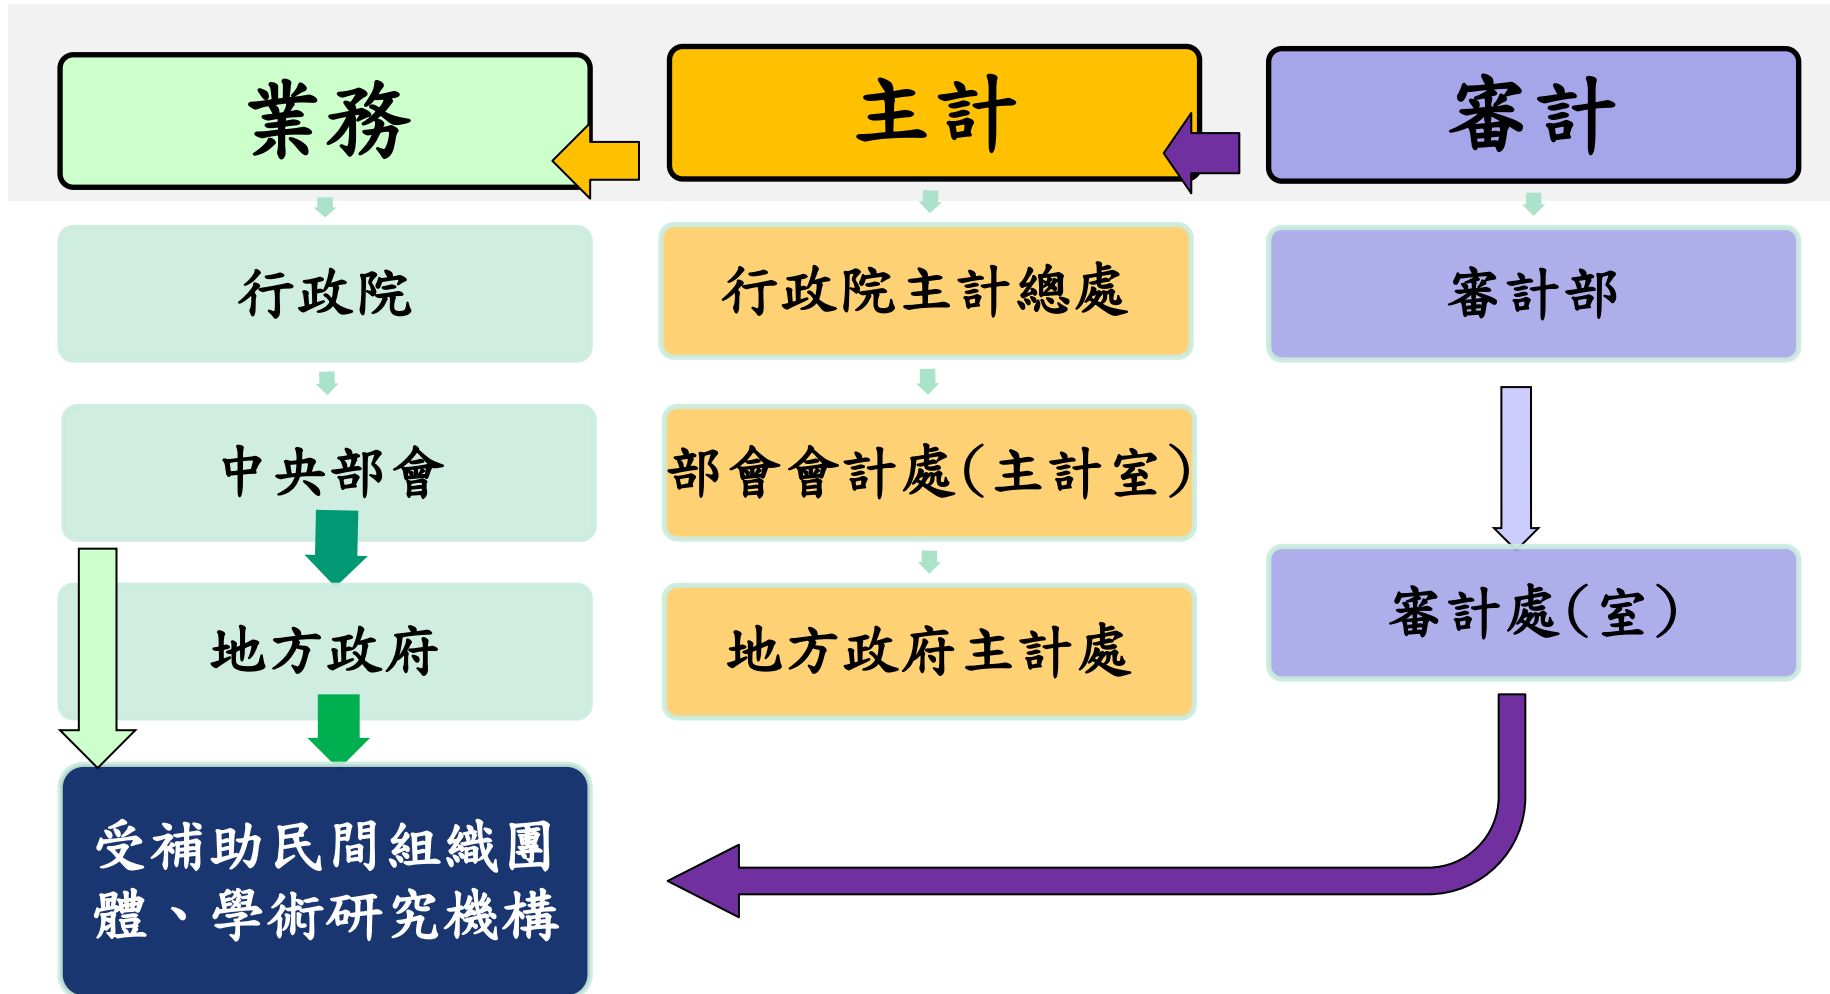 業務
主計
審計
行政院
行政院主計總處
審計部
中央部會
部會會計處(主計室)
地方政府
地方政府主計處
審計處(室)
受補助民間組織團
體、學術研究機構